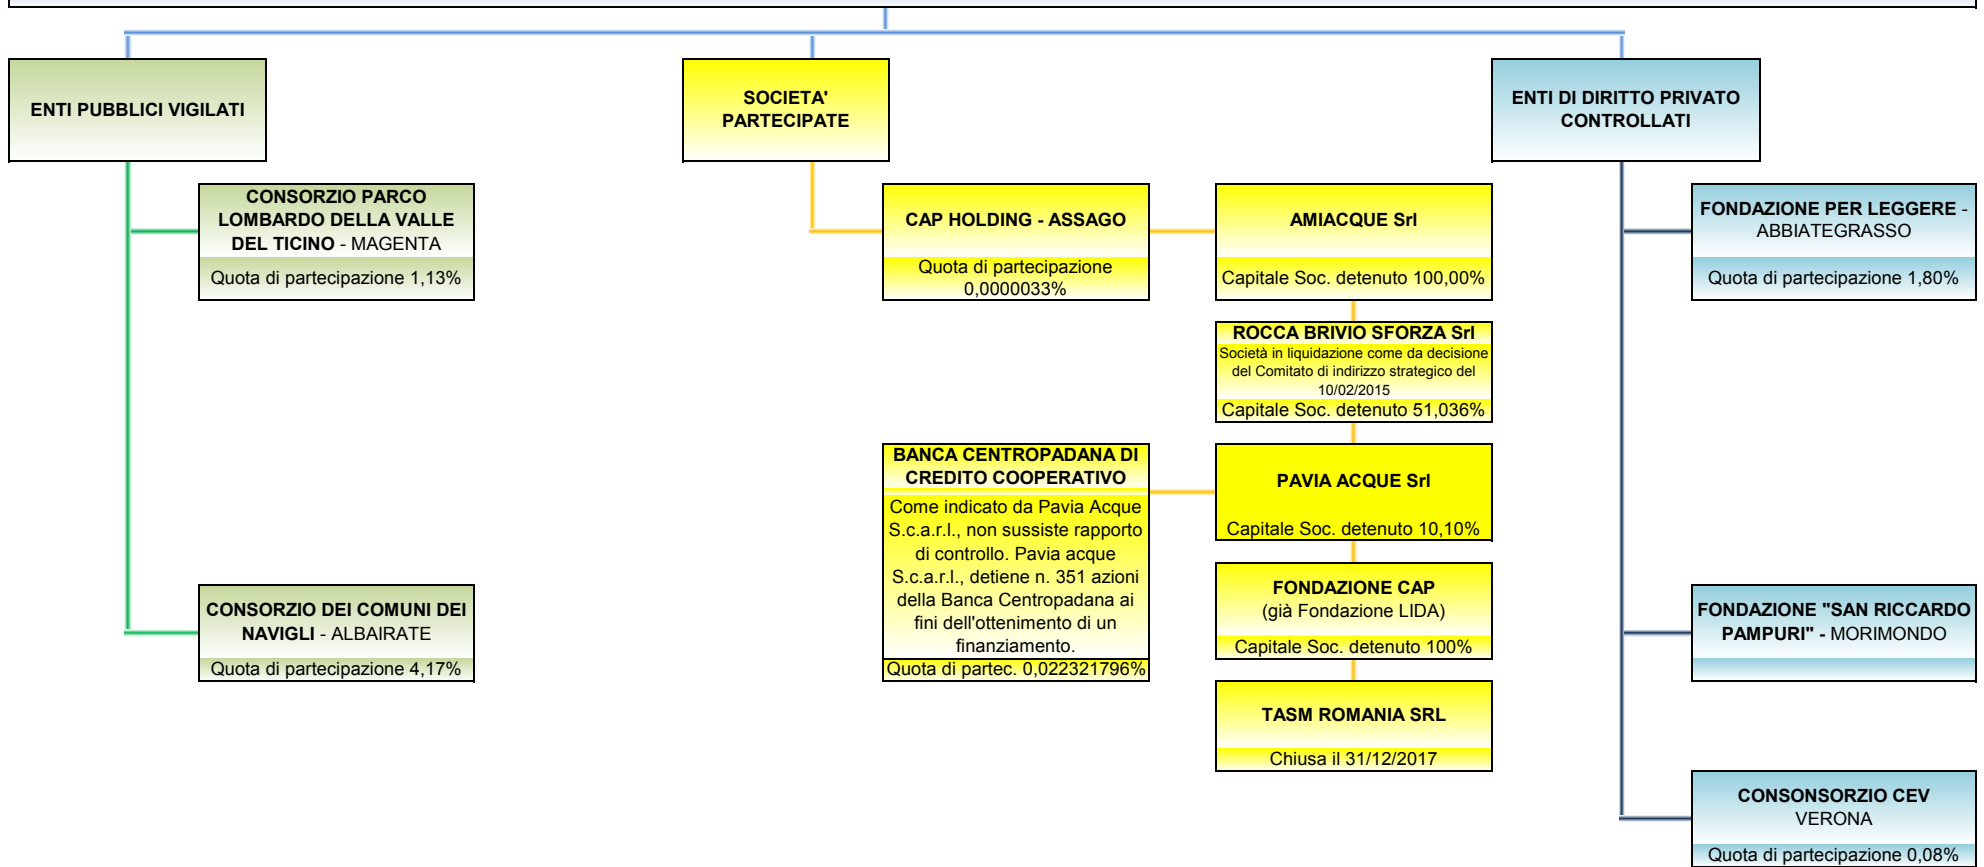 ENTI PUBBLICI VIGILATI
SOCIETA'
PARTECIPATE
ENTI DI DIRITTO PRIVATO
CONTROLLATI
CONSORZIO PARCO
LOMBARDO DELLA VALLE
DEL TICINO - MAGENTA
Quota di partecipazione 1,13%
CONSORZIO DEI COMUNI DEI
NAVIGLI - ALBAIRATE
Quota di partecipazione 4,17%
CAP HOLDING - ASSAGO
Quota di partecipazione
0,0000033%
AMIACQUE Srl
Capitale Soc. detenuto 100,00%
ROCCA BRIVIO SFORZA Srl
Società in liquidazione come da decisione
del Comitato di indirizzo strategico del
10/02/2015
Capitale Soc. detenuto 51,036%
BANCA CENTROPADANA DI
CREDITO COOPERATIVO
Come indicato da Pavia Acque
S.c.a.r.l., non sussiste rapporto
di controllo. Pavia acque
S.c.a.r.l., detiene n. 351 azioni
della Banca Centropadana ai
fini dell'ottenimento di un
finanziamento.
Quota di partec. 0,022321796%
PAVIA ACQUE Srl
Capitale Soc. detenuto 10,10%
FONDAZIONE CAP
(già Fondazione LIDA)
Capitale Soc. detenuto 100%
TASM ROMANIA SRL
Chiusa il 31/12/2017
FONDAZIONE PER LEGGERE -
ABBIATEGRASSO
Quota di partecipazione 1,80%
FONDAZIONE "SAN RICCARDO
PAMPURI" - MORIMONDO
CONSONSORZIO CEV
VERONA
Quota di partecipazione 0,08%